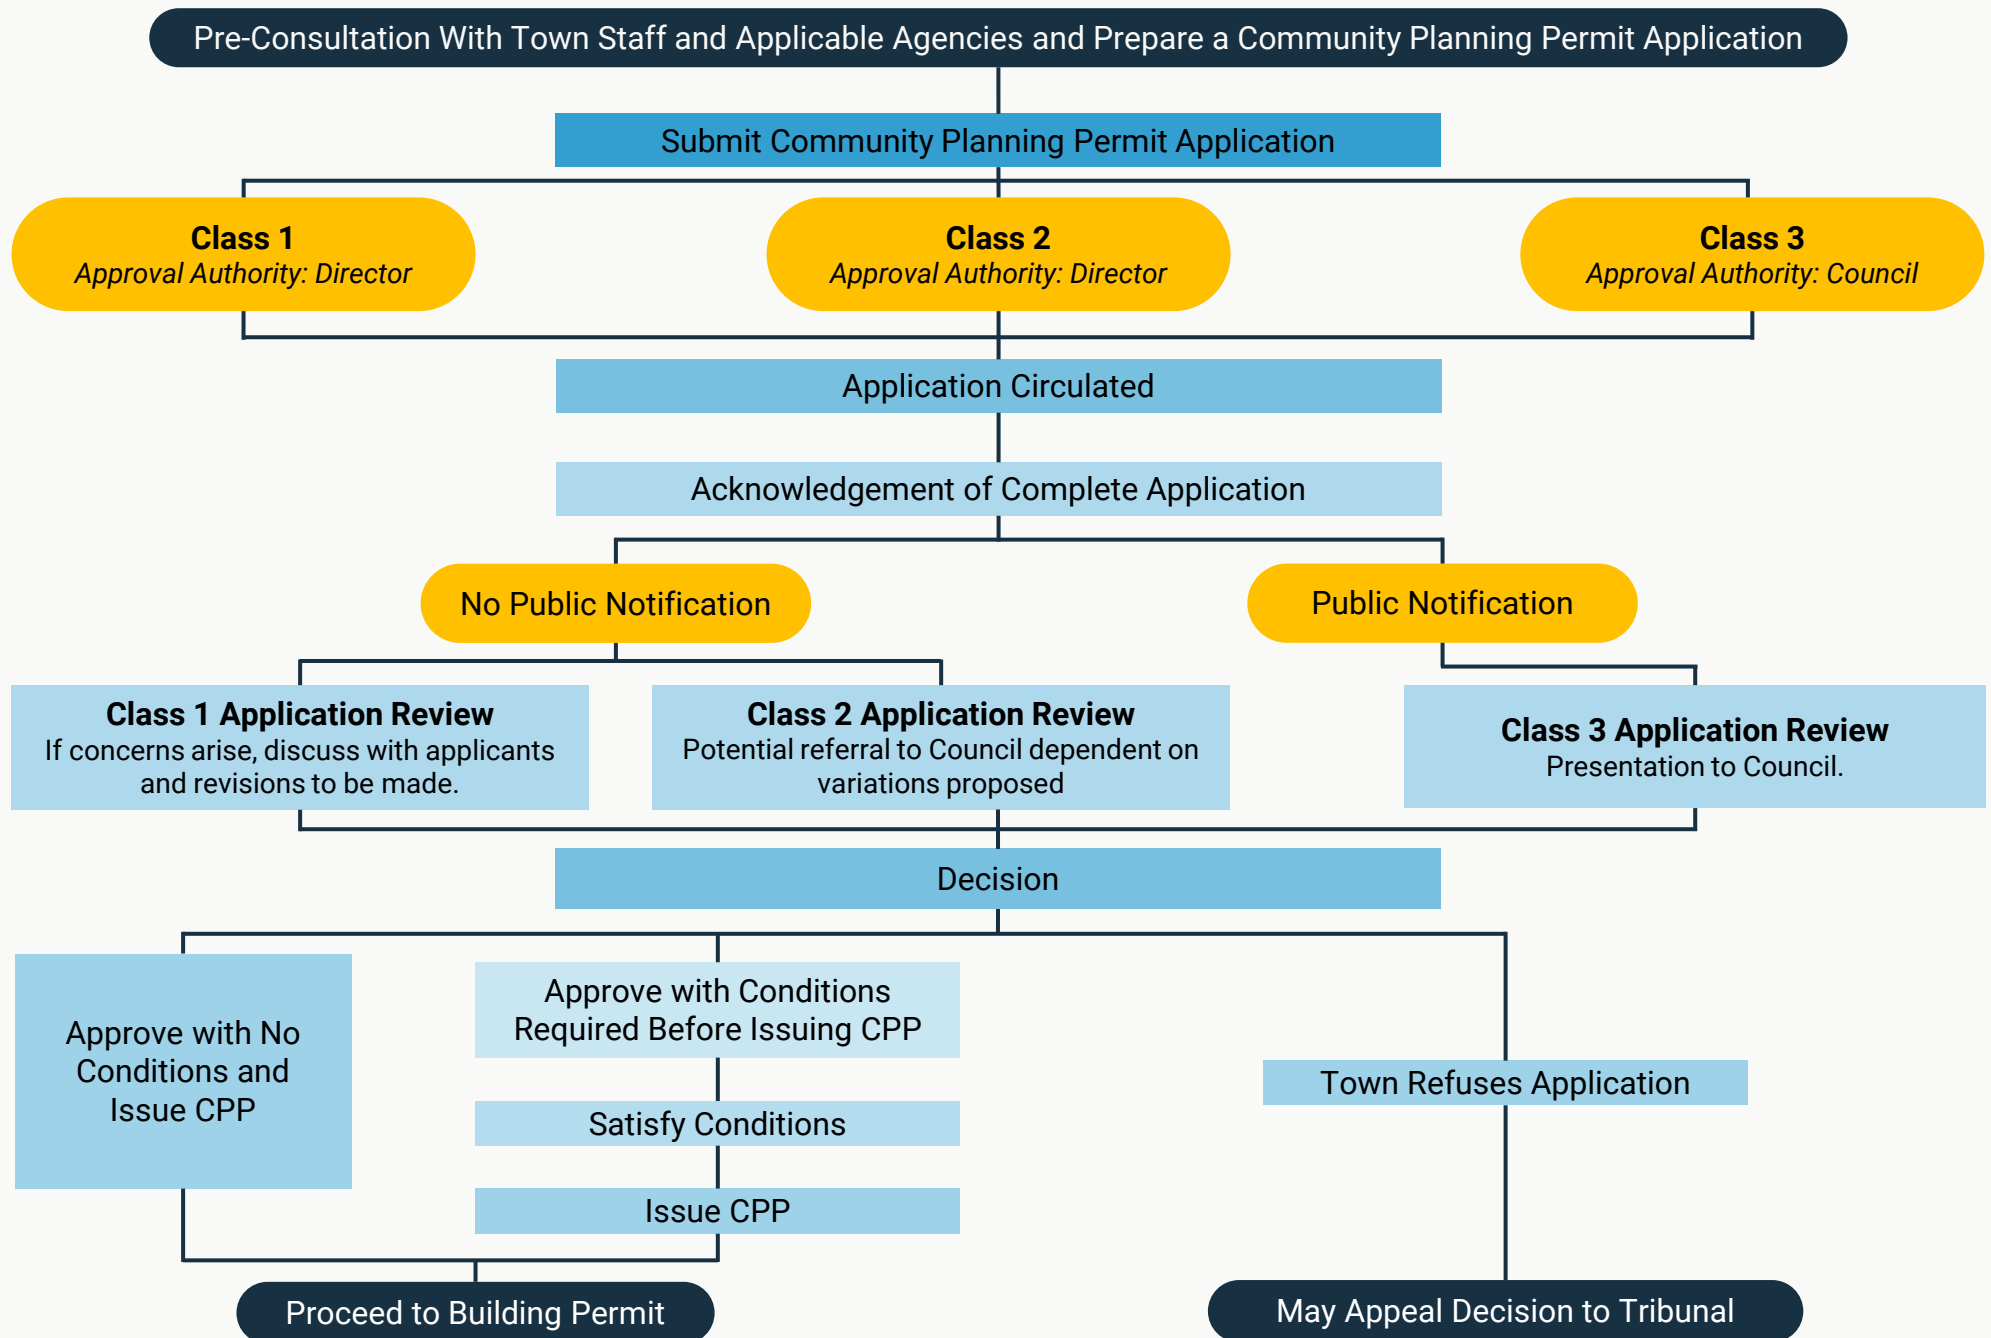 Pre-Consultation With Town Staff and Applicable Agencies and Prepare a Community Planning Permit Application
Submit Community Planning Permit Application
Class 1
Approval Authority: Director
Class 2
Approval Authority: Director
Class 3
Approval Authority: Council
Application Circulated
Acknowledgement of Complete Application
No Public Notification
Public Notification
Class 1 Application Review
If concerns arise, discuss with applicants
and revisions to be made.
Class 2 Application Review
Potential referral to Council dependent on
variations proposed
Class 3 Application Review
Presentation to Council.
Decision
Approve with No
Conditions and
Issue CPP
Approve with Conditions
Required Before Issuing CPP
Satisfy Conditions
Issue CPP
Town Refuses Application
Proceed to Building Permit
May Appeal Decision to Tribunal